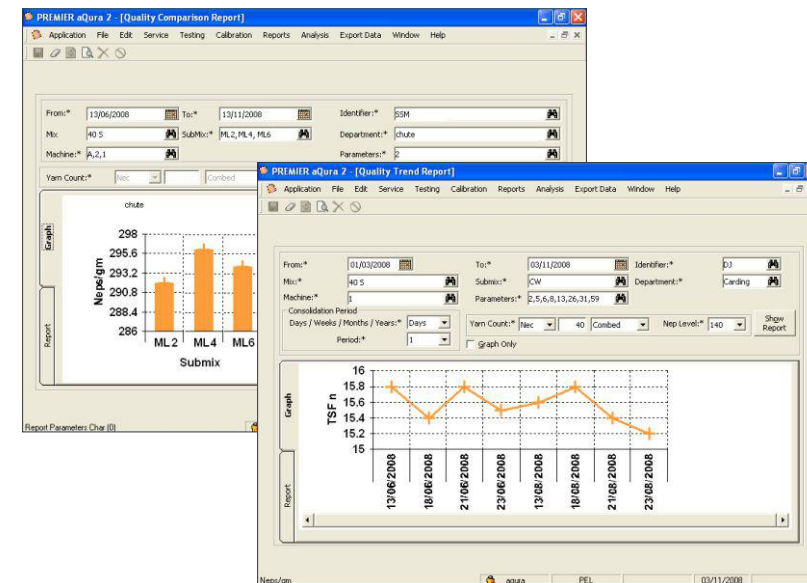 PREMIER aQura 2 - [Quality Comparison Report]
Application File Edit Service Testing Calibration Reports Analysis Export Data Window Help
From:* 13/06/2008 To:* 13/11/2008 Identifier:* SSM
Mix 40 S SubMix:* ML2,ML4, ML6 Department:* chute
Machine:* A,2,1 Parameters:* 2
Yarn Count:* Nec Combed
Graph
Report
chute
298
295.6
293.2
290.8
288.4
286
Neps/gm
ML 2 ML 4 ML6
Submix
Report Parameters Char (0)
PREMIER aQura 2 - [Quality Trend Report]
Application File Edit Service Testing Calibration Reports Analysis Export Data Window Help
From:* 01/03/2008 To:* 03/11/2008 Identifier:* DJ
Mix:* 40 S Submix:* CW Department:* Carding
Machine:* 1 Parameters:* 2,5,6,8,13,26,31,59
Consolidation Period
Days / Weeks / Months / Years:* Days Yarn Count:* Nec 40 Combed Nep Level:* 140 Show Report
Period:* 1 Graph Only
Graph
Report
16
15.8
15.6
15.4
15.2
15
TSF n
13/06/2008
18/06/2008
21/06/2008
23/06/2008
13/08/2008
18/08/2008
21/08/2008
23/08/2008
Neps/gm aqura PEL 03/11/2008